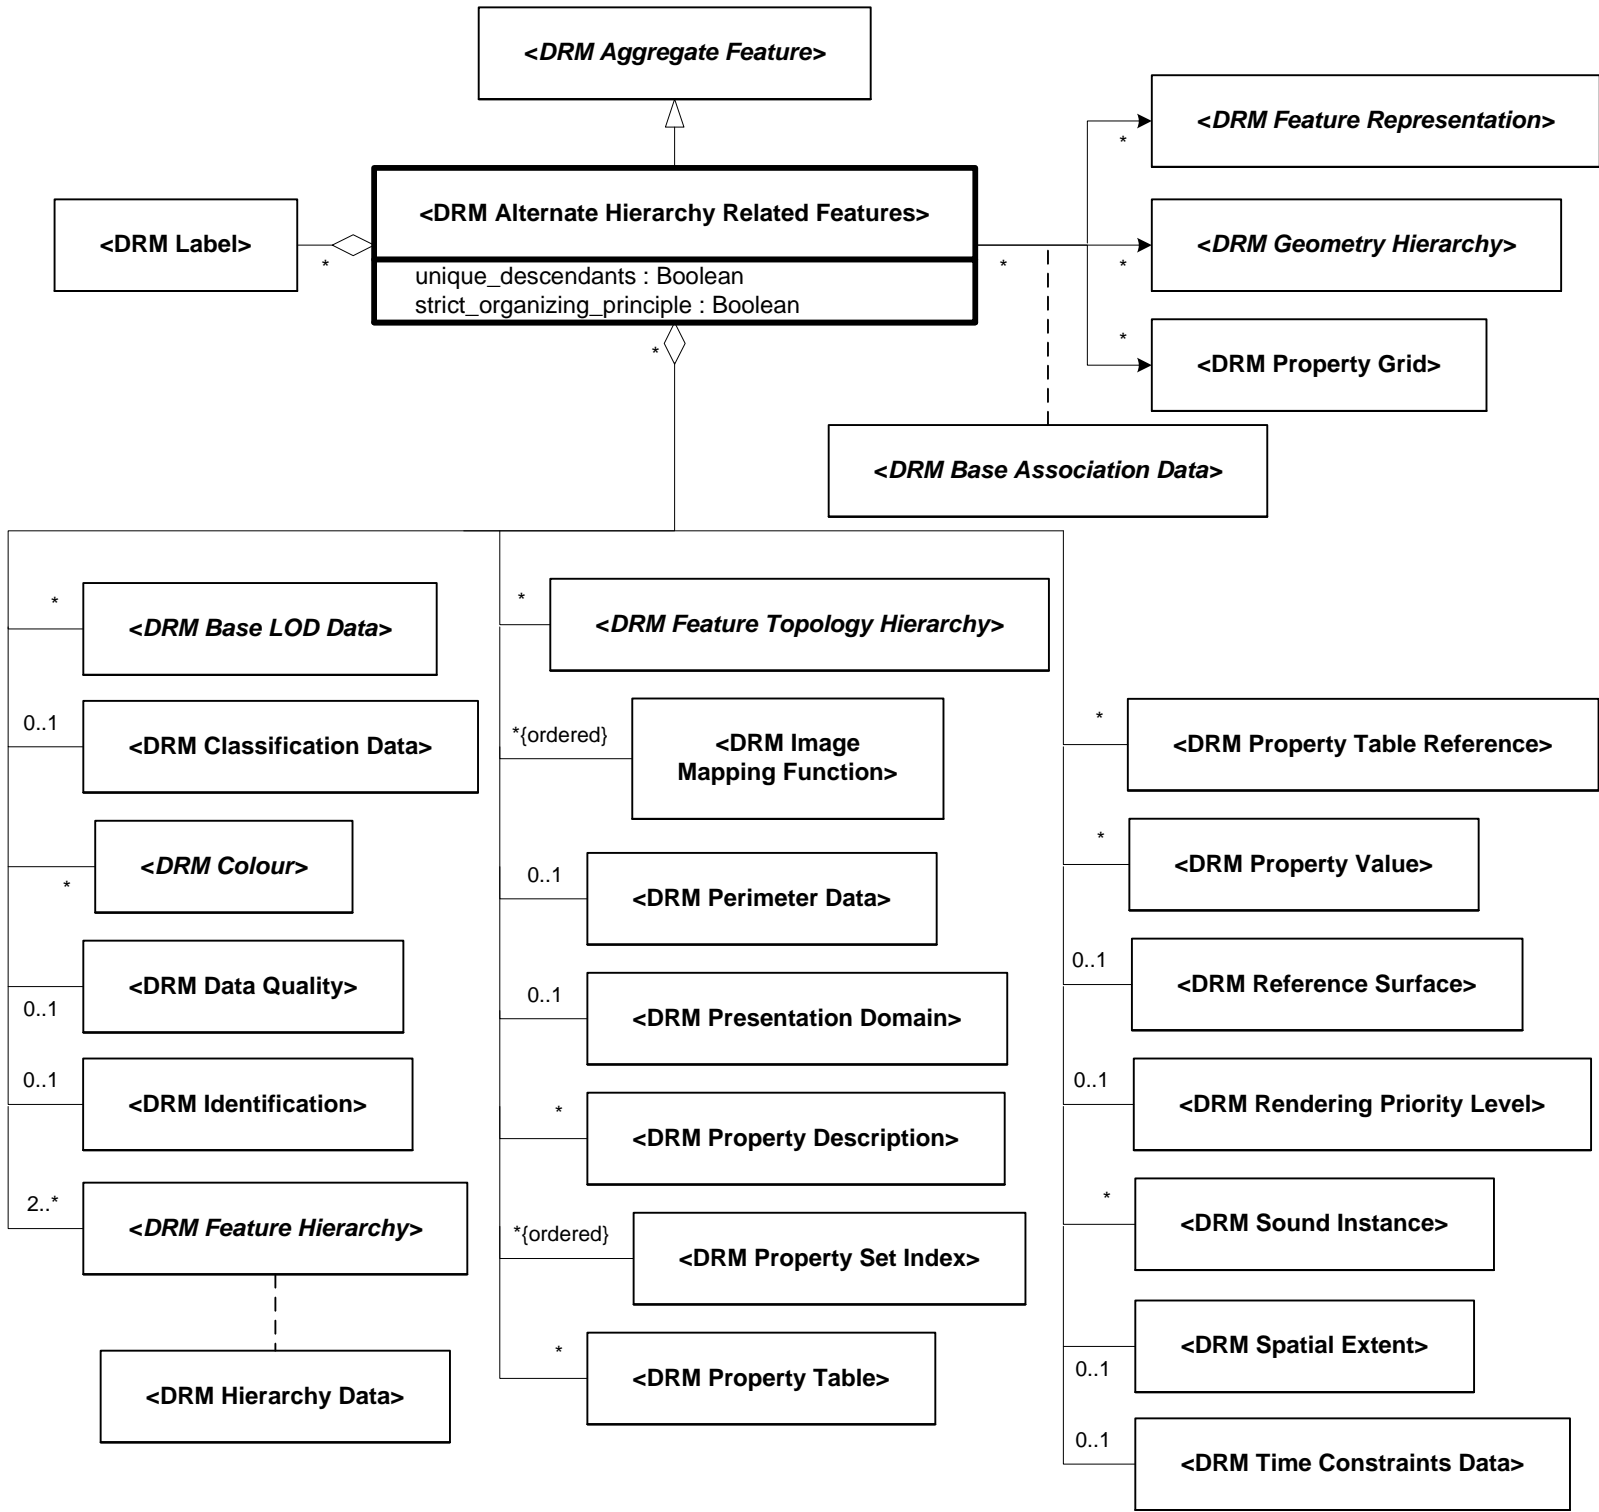 <DRM Aggregate Feature>
<DRM Feature Representation>
*
<DRM Alternate Hierarchy Related Features>
<DRM Label>
*
<DRM Geometry Hierarchy>
*
*
unique_descendants : Boolean
strict_organizing_principle : Boolean
*
*
<DRM Property Grid>
<DRM Base Association Data>
*
<DRM Base LOD Data>
0..1
<DRM Classification Data>
<DRM Colour>
*
<DRM Data Quality>
0..1
0..1
<DRM Identification>
2..*
<DRM Feature Hierarchy>
<DRM Hierarchy Data>
*
<DRM Feature Topology Hierarchy>
*{ordered}
<DRM Image
Mapping Function>
0..1
<DRM Perimeter Data>
0..1
<DRM Presentation Domain>
*
<DRM Property Description>
*{ordered}
<DRM Property Set Index>
*
<DRM Property Table>
*
<DRM Property Table Reference>
*
<DRM Property Value>
0..1
<DRM Reference Surface>
0..1
<DRM Rendering Priority Level>
*
<DRM Sound Instance>
<DRM Spatial Extent>
0..1
0..1
<DRM Time Constraints Data>